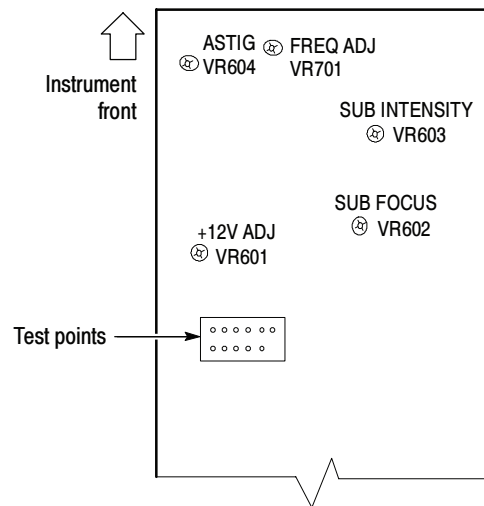 ASTIG
VR604
FREQ ADJ
VR701
Instrument
front
SUB INTENSITY
VR603
SUB FOCUS
VR602
+12V ADJ
VR601
Test points